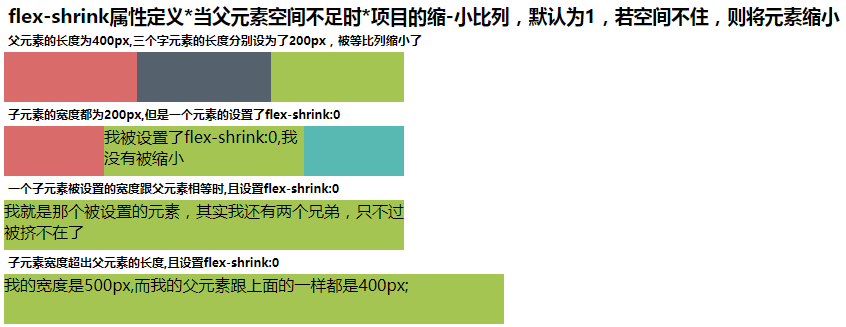 flex-shrink属性定义*当父元素空间不足时*项目的缩-小比列，默认为1，若空间不住，则将元素缩小
父元素的长度为400px,三个字元素的长度分别设为了200px，被等比列缩小了
子元素的宽度都为200px,但是一个元素的设置了flex-shrink:0
我被设置了flex-shrink:0,我
没有被缩小
一个子元素被设置的宽度跟父元素相等时,且设置flex-shrink:0
我就是那个被设置的元素，其实我还有两个兄弟，只不过
被挤不在了
子元素宽度超出父元素的长度,且设置flex-shrink:0
我的宽度是500px,而我的父元素跟上面的一样都是400px;